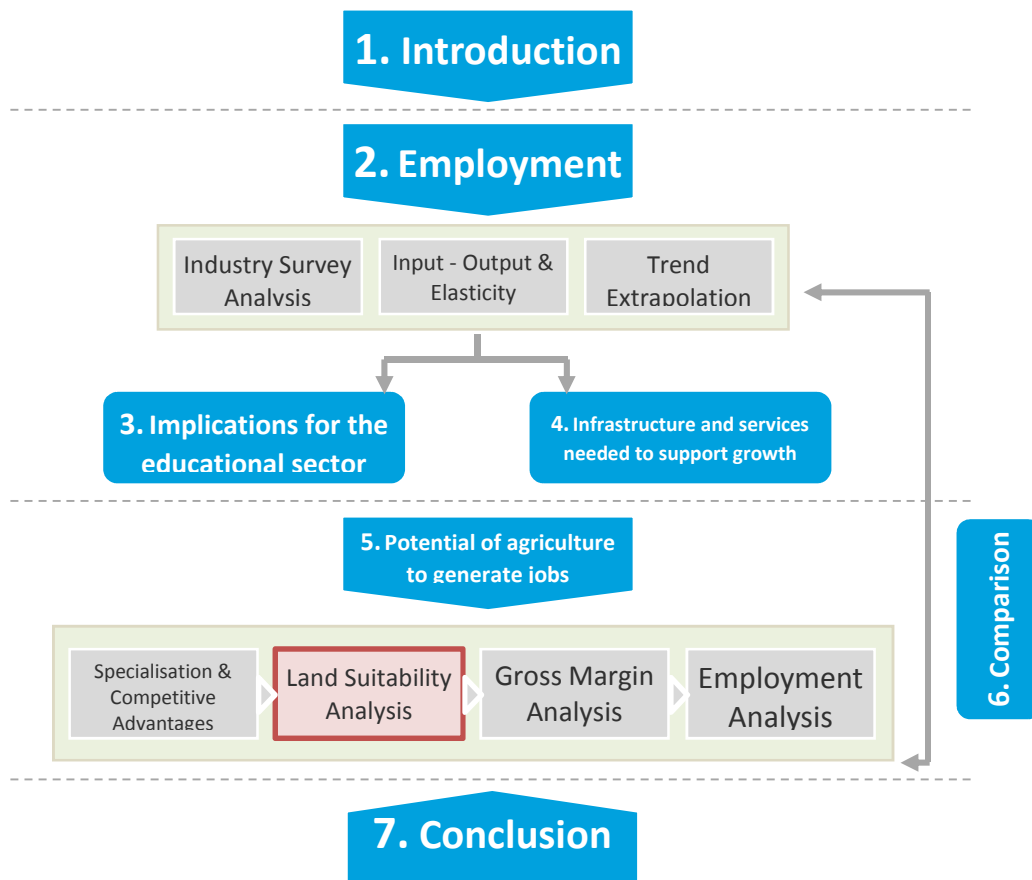 1. Introduction
2. Employment
Industry Survey
Analysis
Input - Output &
Elasticity
Trend
Extrapolation
3. Implications for the
educational sector
4. Infrastructure and services
needed to support growth
5. Potential of agriculture
to generate jobs
6. Comparison
Specialisation &
Competitive
Advantages
Land Suitability
Analysis
Gross Margin
Analysis
Employment
Analysis
7. Conclusion